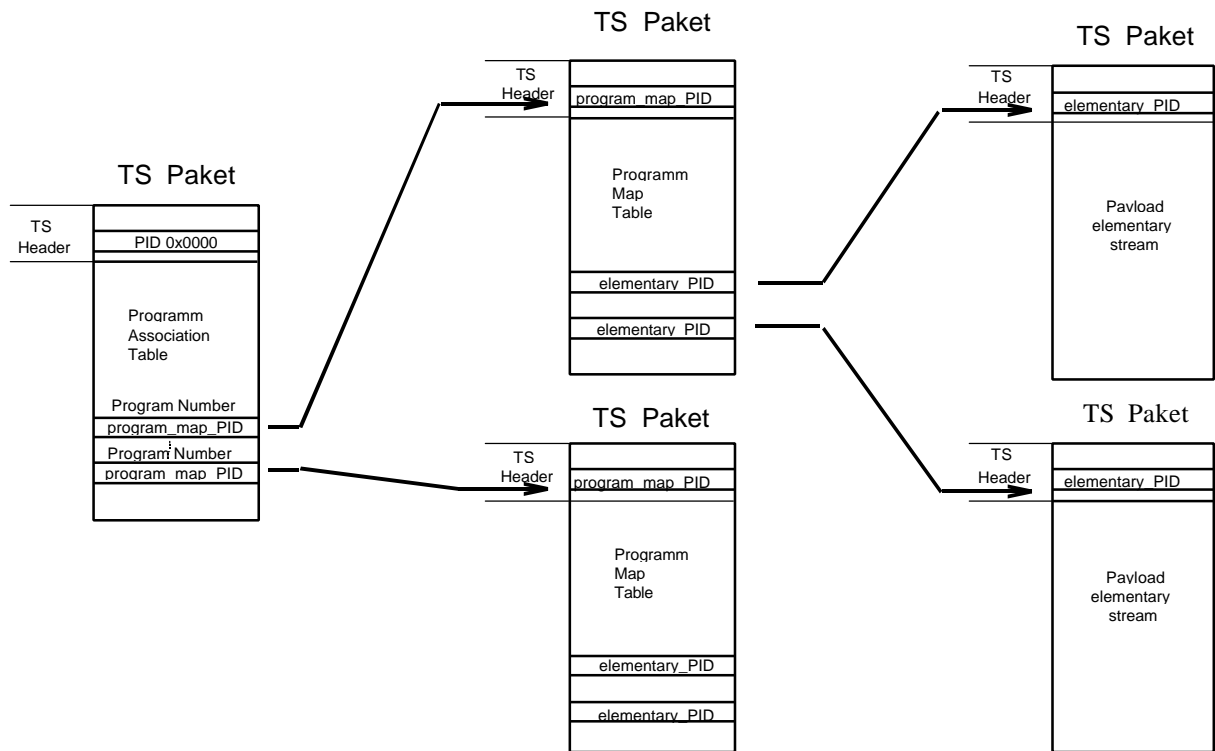 TS Paket
TS
Header
PID 0x0000
Programm
Association
Table
Program Number
program_map_PID
Program Number
program_map_PID
TS Paket
TS
Header
program_map_PID
Programm
Map
Table
elementary_PID
elementary_PID
TS Paket
TS
Header
program_map_PID
Programm
Map
Table
elementary_PID
elementary_PID
TS Paket
TS
Header
elementary_PID
Payload
elementary
stream
TS Paket
TS
Header
elementary_PID
Payload
elementary
stream